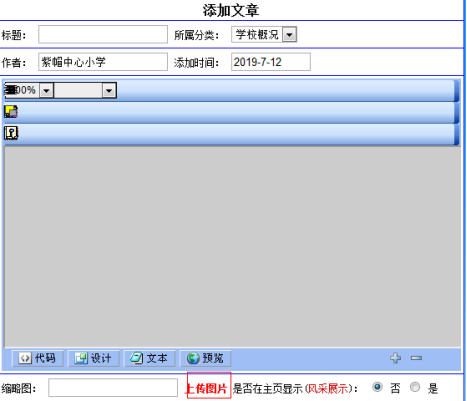 添加文章
标题： 所属分类： 学校概况
作者： 紫帽中心小学 添加时间： 2019-7-12
00%
代码 设计 文本 预览
缩略图： 上传图片 是否在主页显示(风采展示)： 否 是